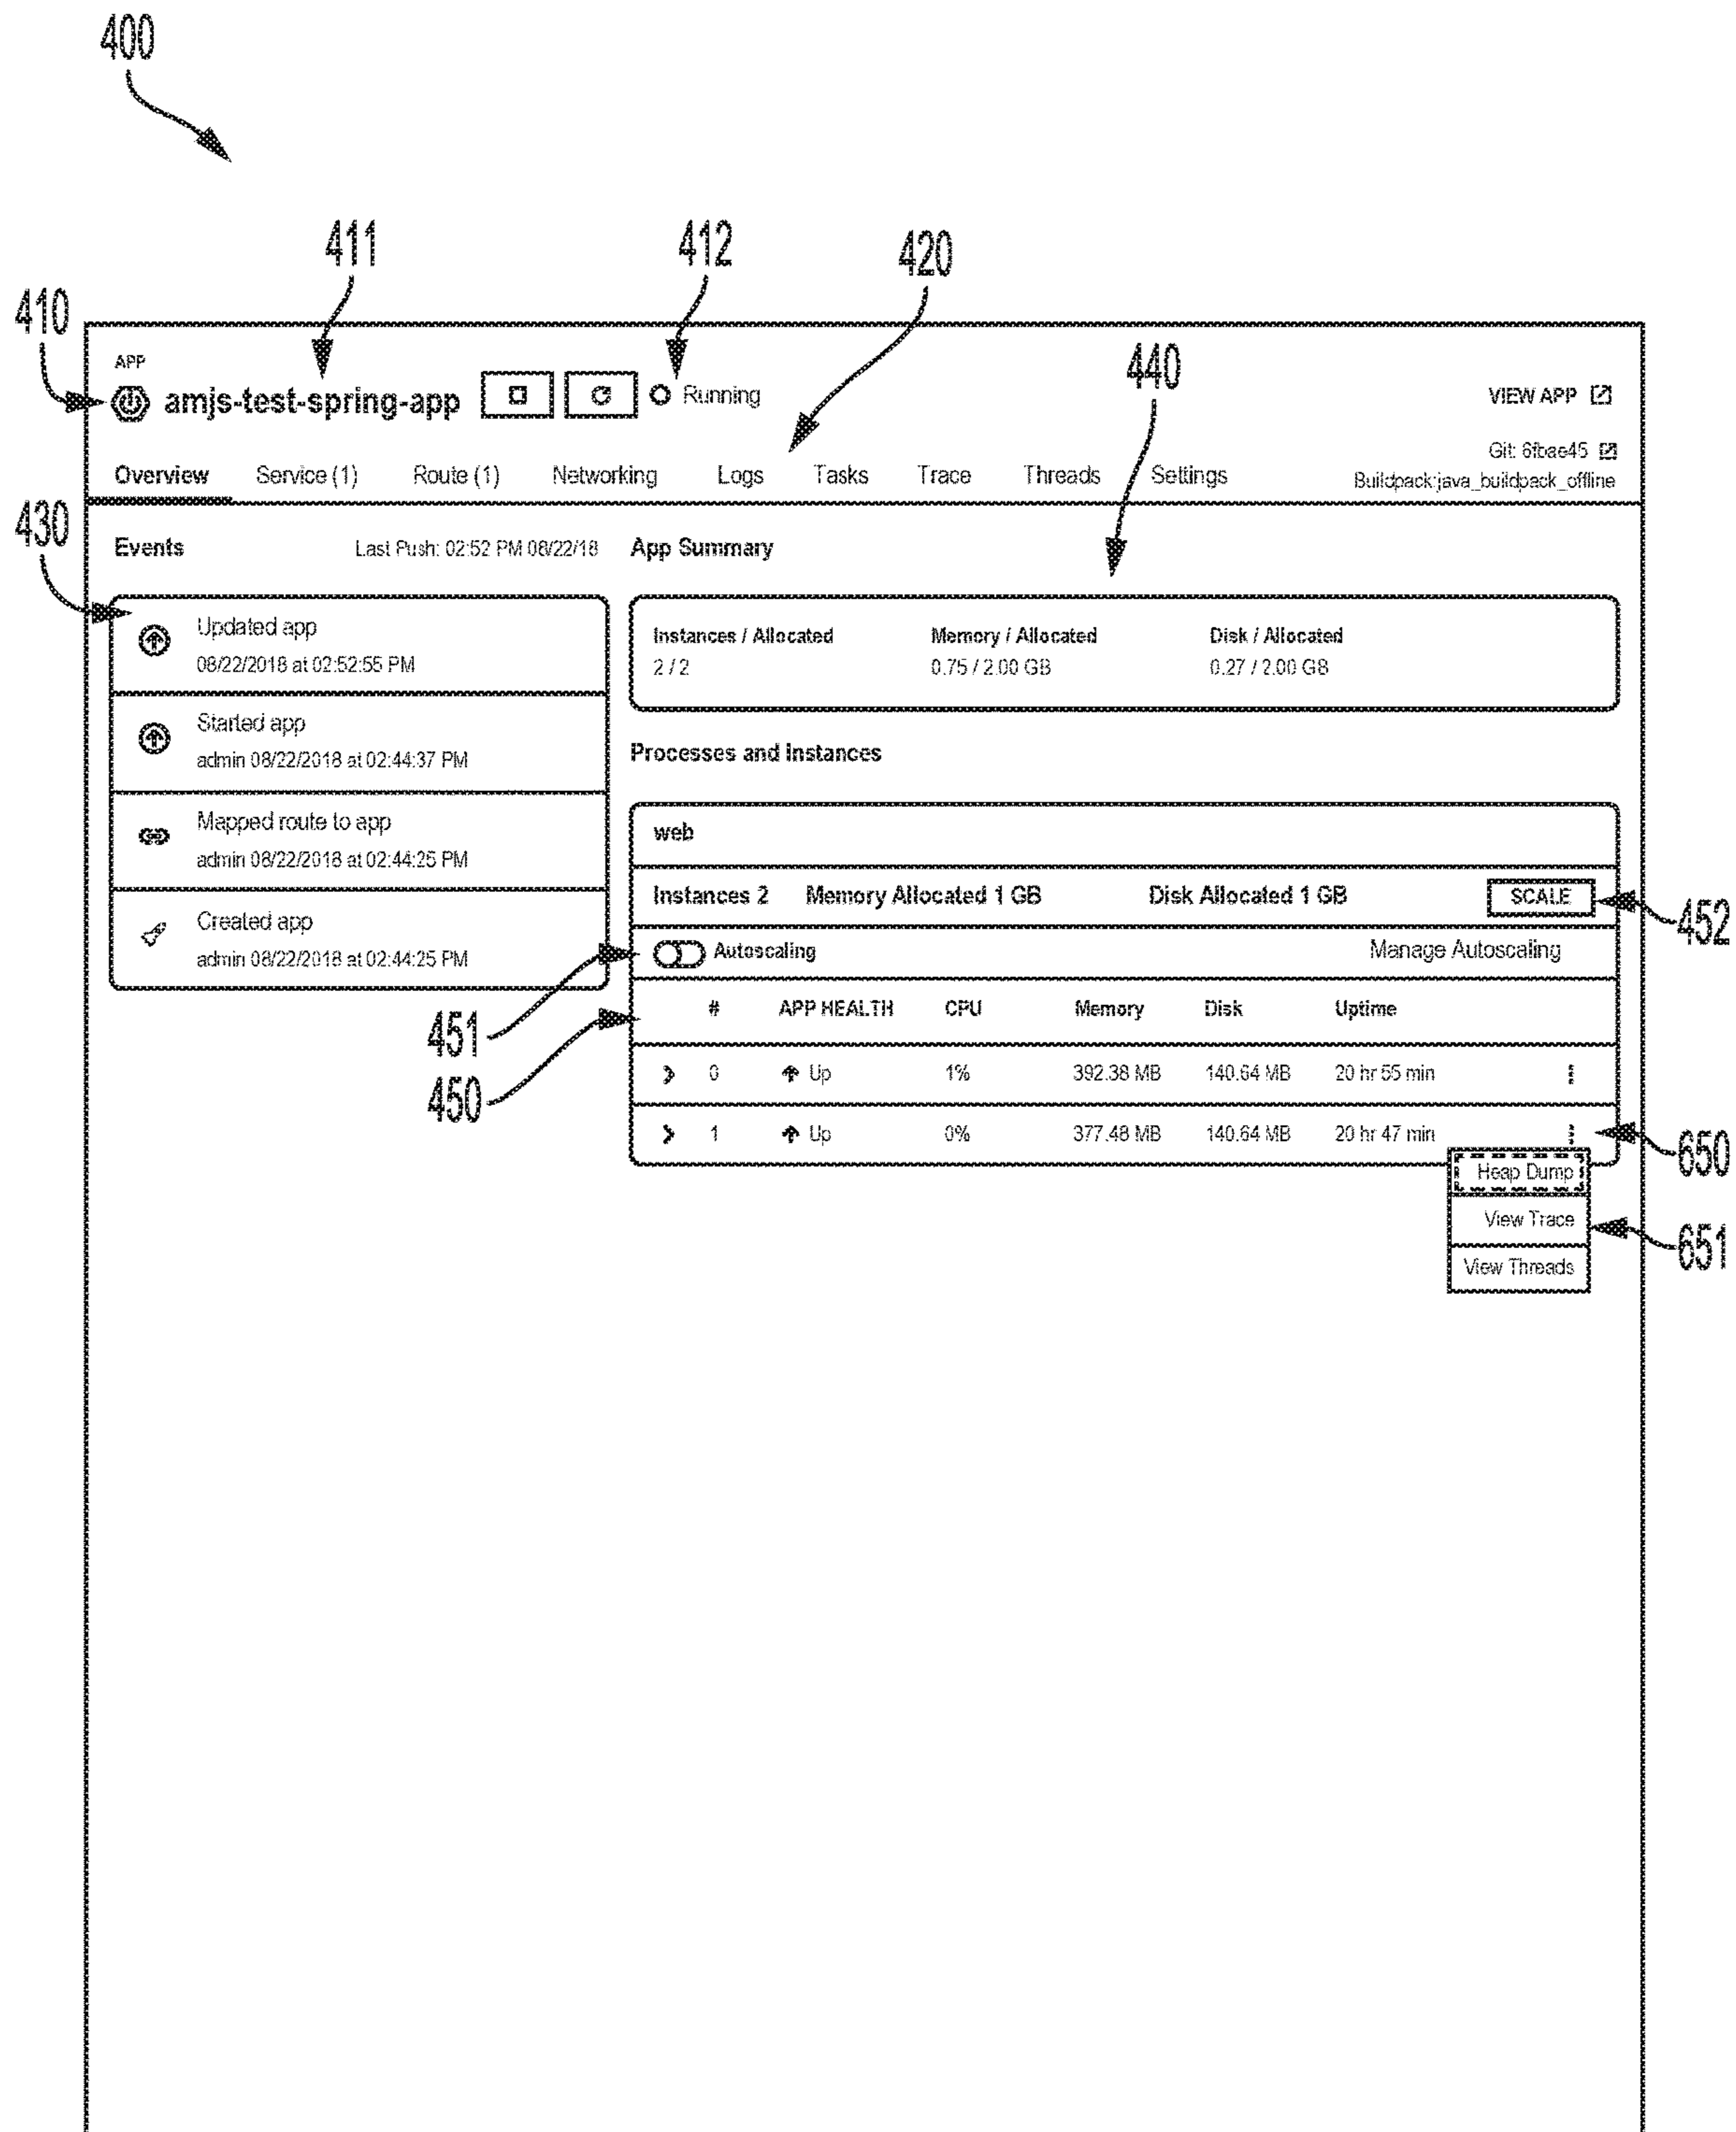 400
411
412
420
410
440
APP
amjs-test-spring-app
Running
VIEW APP
Git: 6fbae45
Overview Service (1) Route (1) Networking Logs Tasks Trace Threads Settings
Buildpack:java_buildpack_offline
430
Events Last Push: 02:52 PM 08/22/18
App Summary
Updated app
08/22/2018 at 02:52:55 PM
Started app
admin 08/22/2018 at 02:44:37 PM
Mapped route to app
admin 08/22/2018 at 02:44:25 PM
Created app
admin 08/22/2018 at 02:44:25 PM
Instances / Allocated Memory / Allocated Disk / Allocated
2 / 2 0.75 / 2.00 GB 0.27 / 2.00 GB
Processes and Instances
web
Instances 2 Memory Allocated 1 GB Disk Allocated 1 GB SCALE
452
Autoscaling Manage Autoscaling
451
450
# APP HEALTH CPU Memory Disk Uptime
0 Up 1% 392.38 MB 140.64 MB 20 hr 55 min
1 Up 0% 377.48 MB 140.64 MB 20 hr 47 min
650
Heap Dump
View Trace
651
View Threads